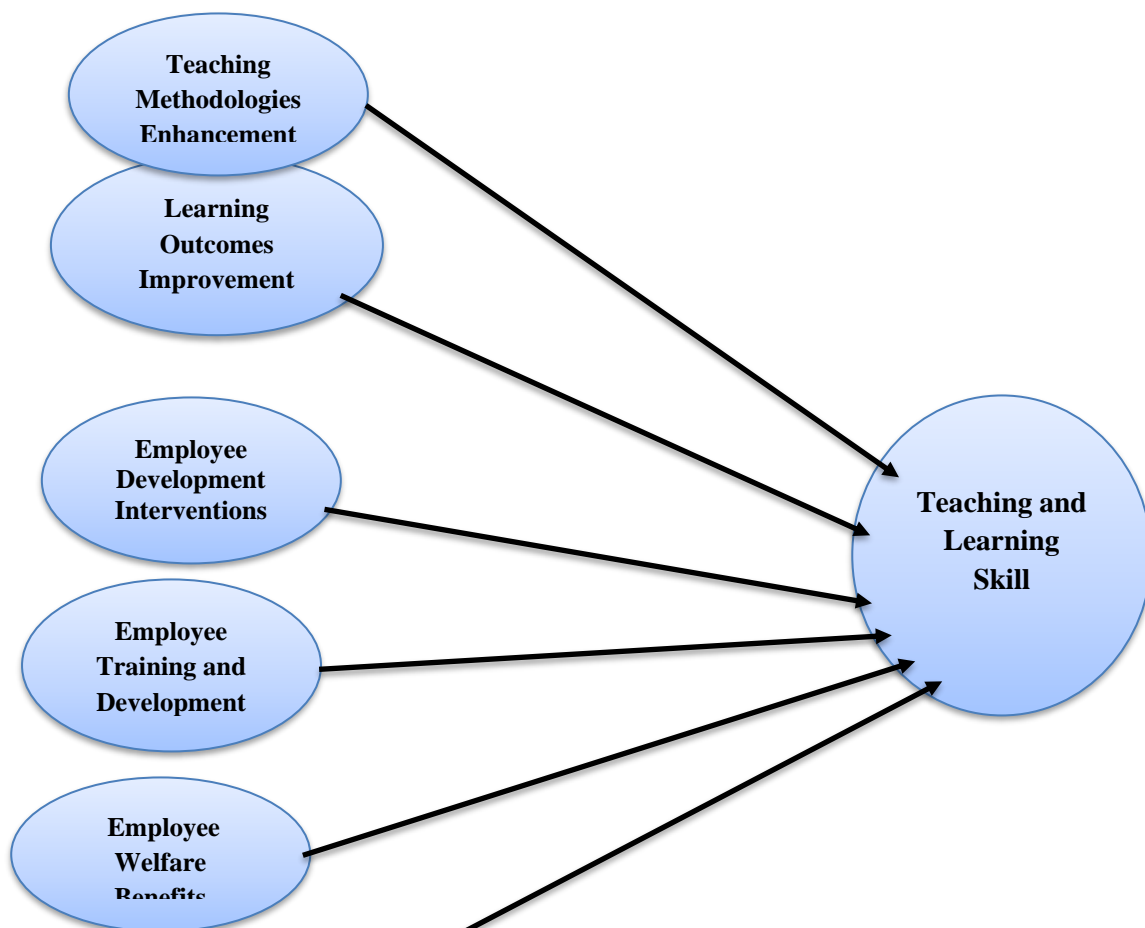 Teaching
Methodologies
Enhancement
Learning
Outcomes
Improvement
Employee
Development
Interventions
Teaching and
Learning
Skill
Employee
Training and
Development
Employee
Welfare
Benefits